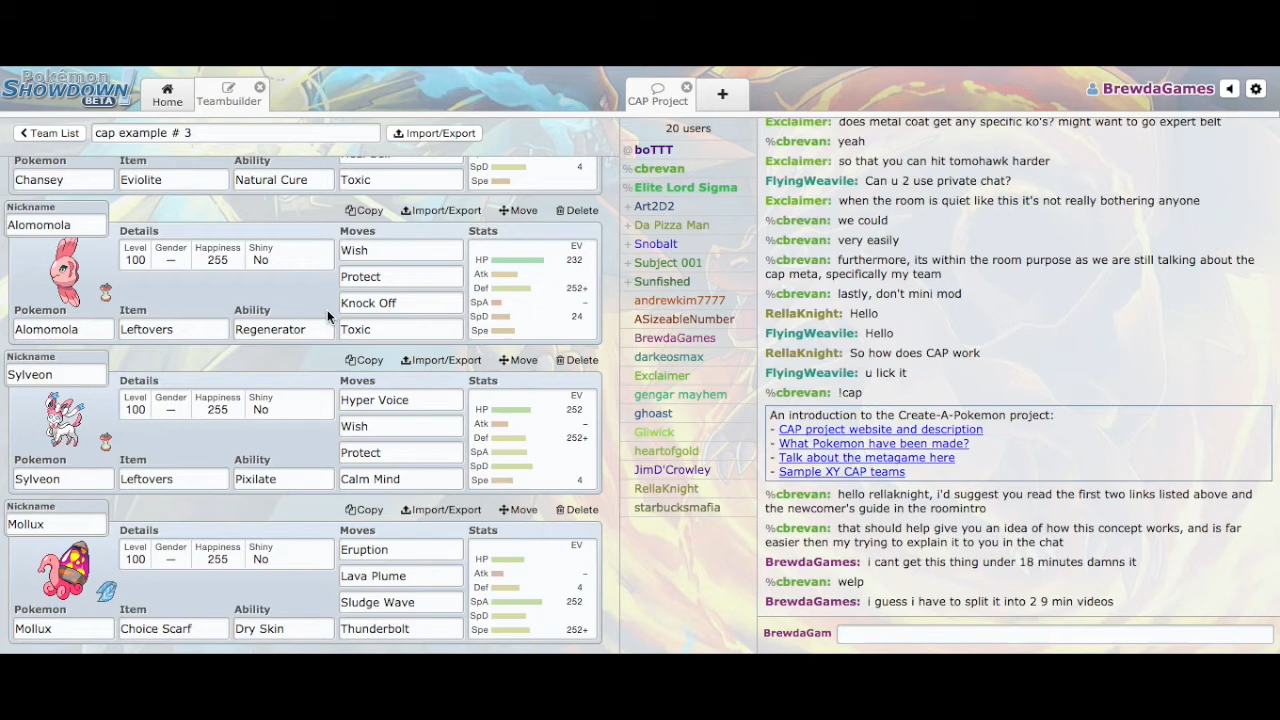 Pokémon
SHOWDOWN
BETA
Home
Teambuilder
CAP Project
+
BrewdaGames
Team List
ou example # 3
Import/Export
20 users
Pokemon Item Ability
Chansey Eviolite Natural Cure Toxic
SpD 4
Spe
Nickname
Alomomola
Copy Import/Export Move Delete
Details Moves Stats
Level Gender Happiness Shiny
100 — 255 No
Wish
Protect
Knock Off
Toxic
EV
HP 232
Atk
Def 252+
SpA –
SpD 24
Spe
Pokemon Item Ability
Alomomola Leftovers Regenerator
Nickname
Sylveon
Copy Import/Export Move Delete
Details Moves Stats
Level Gender Happiness Shiny
100 — 255 No
Hyper Voice
Wish
Protect
Calm Mind
EV
HP 252
Atk –
Def 252+
SpA
SpD
Spe 4
Pokemon Item Ability
Sylveon Leftovers Pixilate
Nickname
Mollux
Copy Import/Export Move Delete
Details Moves Stats
Level Gender Happiness Shiny
100 — 255 No
Eruption
Lava Plume
Sludge Wave
Thunderbolt
EV
HP
Atk –
Def 4
SpA 252
SpD
Spe 252+
Pokemon Item Ability
Mollux Choice Scarf Dry Skin
@boTTT
%cbrevan
%Elite Lord Sigma
+Art2D2
+Da Pizza Man
+Snobalt
+Subject 001
+Sunfished
andrewkim7777
ASizeableNumber
BrewdaGames
darkeosmax
Exclaimer
gengar mayhem
ghoast
Gliwick
heartofgold
JimD'Crowley
RellaKnight
starbucksmafia
Exclaimer: does metal coat get any specific ko's? might want to go expert belt
%cbrevan: yeah
Exclaimer: so that you can hit tomohawk harder
FlyingWeavile: Can u 2 use private chat?
Exclaimer: when the room is quiet like this it's not really bothering anyone
%cbrevan: we could
%cbrevan: very easily
%cbrevan: furthermore, its within the room purpose as we are still talking about the
cap meta, specifically my team
%cbrevan: lastly, don't mini mod
RellaKnight: Hello
FlyingWeavile: Hello
RellaKnight: So how does CAP work
FlyingWeavile: u lick it
%cbrevan: !cap
An introduction to the Create-A-Pokemon project:
- CAP project website and description
- What Pokemon have been made?
- Talk about the metagame here
- Sample XY CAP teams
%cbrevan: hello rellaknight, i'd suggest you read the first two links listed above and
the newcomer's guide in the roomintro
%cbrevan: that should help give you an idea of how this concept works, and is far
easier then my trying to explain it to you in the chat
BrewdaGames: i cant get this thing under 18 minutes damns it
%cbrevan: welp
BrewdaGames: i guess i have to split it into 2 9 min videos
BrewdaGam